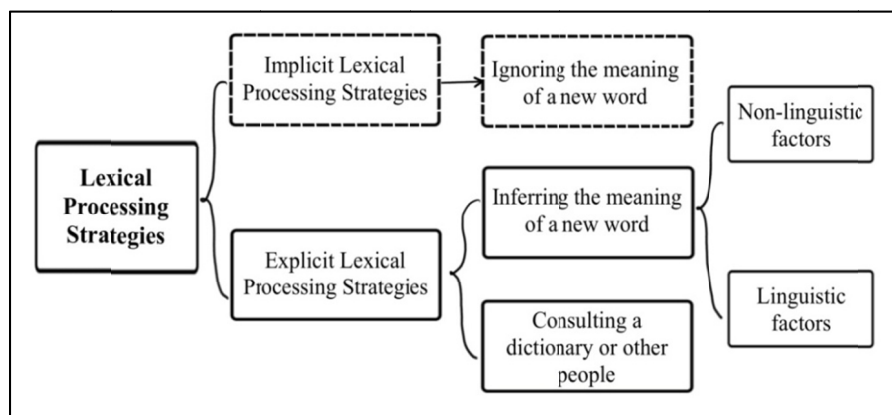 Lexical
Processing
Strategies
Implicit Lexical
Processing Strategies
Ignoring the meaning
of a new word
Explicit Lexical
Processing Strategies
Inferring the meaning
of a new word
Consulting a
dictionary or other
people
Non-linguistic
factors
Linguistic
factors